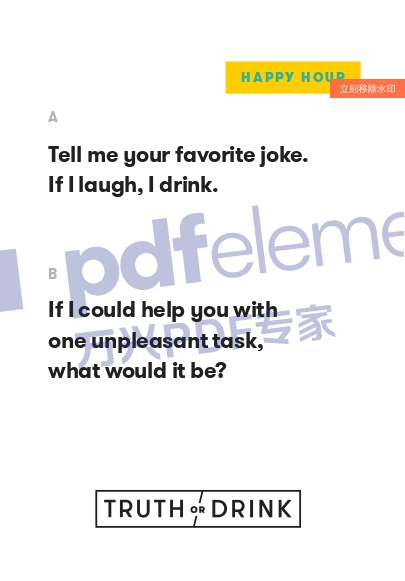 HAPPY HOUR
立刻移除水印
A
Tell me your favorite joke.
If I laugh, I drink.
pdfeleme
B
If I could help you with
one unpleasant task,
what would it be?
万兴PDF专家
TRUTH OR DRINK